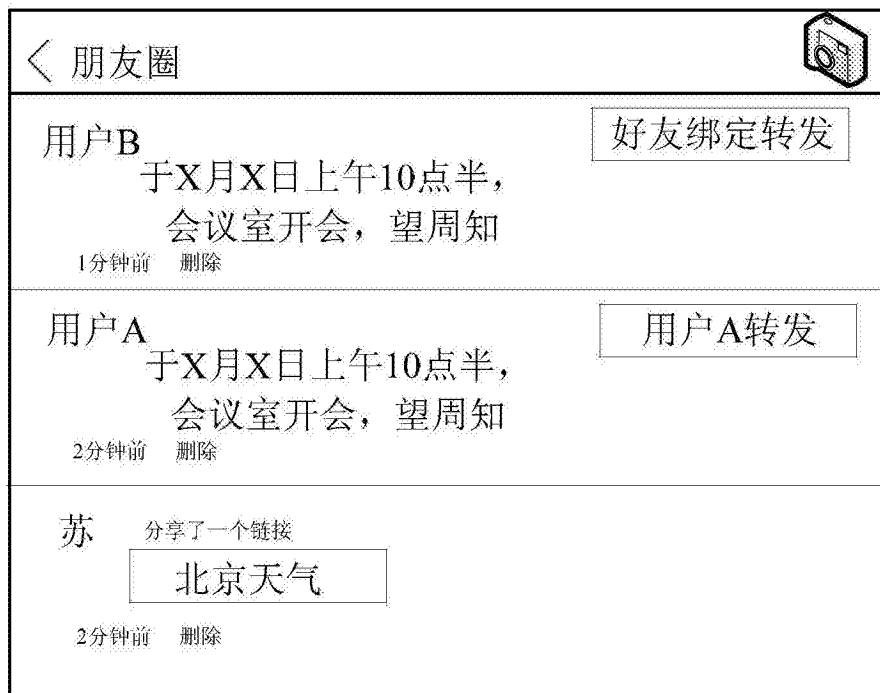 朋友圈
用户B
好友绑定转发
于X月X日上午10点半，
会议室开会，望周知
1分钟前 删除
用户A
用户A转发
于X月X日上午10点半，
会议室开会，望周知
2分钟前 删除
苏 分享了一个链接
北京天气
2分钟前 删除